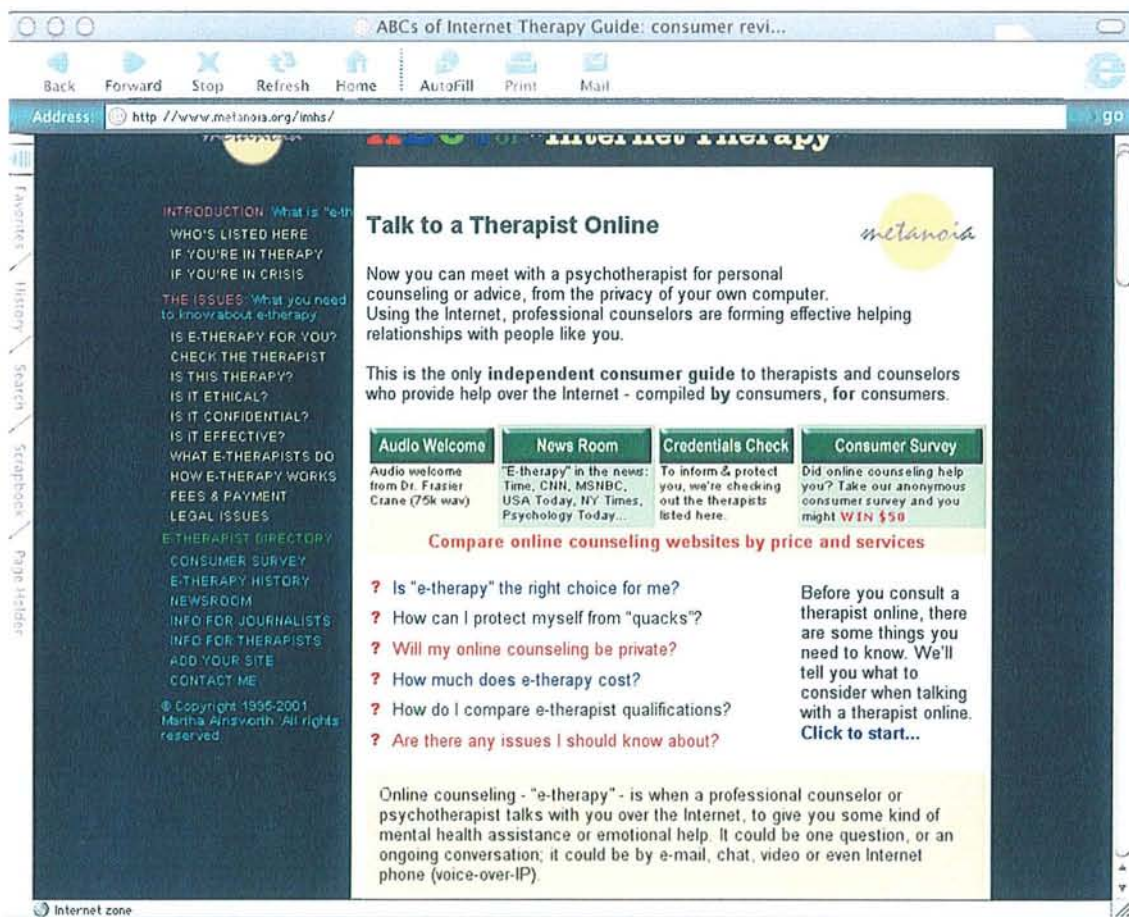 ABCs of Internet Therapy Guide: consumer revi...
Back Forward Stop Refresh Home AutoFill Print Mail
Address: http://www.metanoia.org/imhs/ go
metanoia
ABC's of "Internet Therapy"
Favorites
History
Search
Scrapbook
Page Holder
INTRODUCTION: What is "e-th
WHO'S LISTED HERE
IF YOU'RE IN THERAPY
IF YOU'RE IN CRISIS
THE ISSUES: What you need
to know about e-therapy
IS E-THERAPY FOR YOU?
CHECK THE THERAPIST
IS THIS THERAPY?
IS IT ETHICAL?
IS IT CONFIDENTIAL?
IS IT EFFECTIVE?
WHAT E-THERAPISTS DO
HOW E-THERAPY WORKS
FEES & PAYMENT
LEGAL ISSUES
E-THERAPIST DIRECTORY
CONSUMER SURVEY
E-THERAPY HISTORY
NEWSROOM
INFO FOR JOURNALISTS
INFO FOR THERAPISTS
ADD YOUR SITE
CONTACT ME
© Copyright 1995-2001
Martha Ainsworth. All rights
reserved.
Talk to a Therapist Online
metanoia
Now you can meet with a psychotherapist for personal
counseling or advice, from the privacy of your own computer.
Using the Internet, professional counselors are forming effective helping
relationships with people like you.
This is the only independent consumer guide to therapists and counselors
who provide help over the Internet - compiled by consumers, for consumers.
Audio Welcome
Audio welcome
from Dr. Frasier
Crane (75k wav)
News Room
"E-therapy" in the news:
Time, CNN, MSNBC,
USA Today, NY Times,
Psychology Today...
Credentials Check
To inform & protect
you, we're checking
out the therapists
listed here.
Consumer Survey
Did online counseling help
you? Take our anonymous
consumer survey and you
might WIN $50
Compare online counseling websites by price and services
? Is "e-therapy" the right choice for me?
? How can I protect myself from "quacks"?
? Will my online counseling be private?
? How much does e-therapy cost?
? How do I compare e-therapist qualifications?
? Are there any issues I should know about?
Before you consult a
therapist online, there
are some things you
need to know. We'll
tell you what to
consider when talking
with a therapist online.
Click to start...
Online counseling - "e-therapy" - is when a professional counselor or
psychotherapist talks with you over the Internet, to give you some kind of
mental health assistance or emotional help. It could be one question, or an
ongoing conversation; it could be by e-mail, chat, video or even Internet
phone (voice-over-IP).
Internet zone